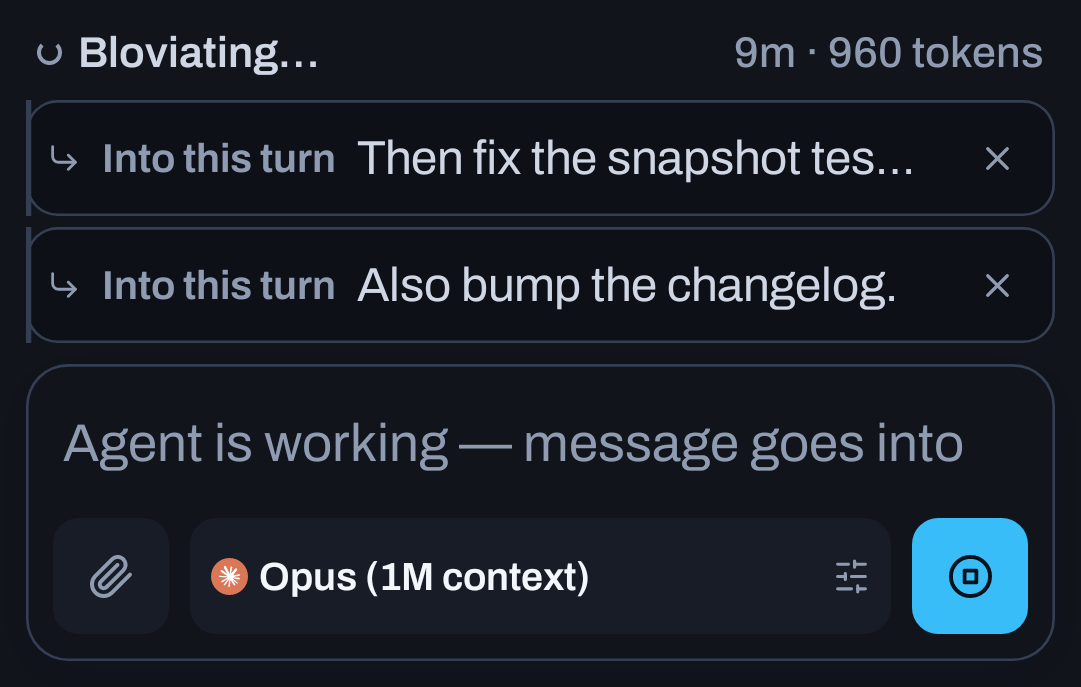 Bloviating...
9m · 960 tokens
Into this turn Then fix the snapshot tes...
Into this turn Also bump the changelog.
Agent is working — message goes into
Opus (1M context)